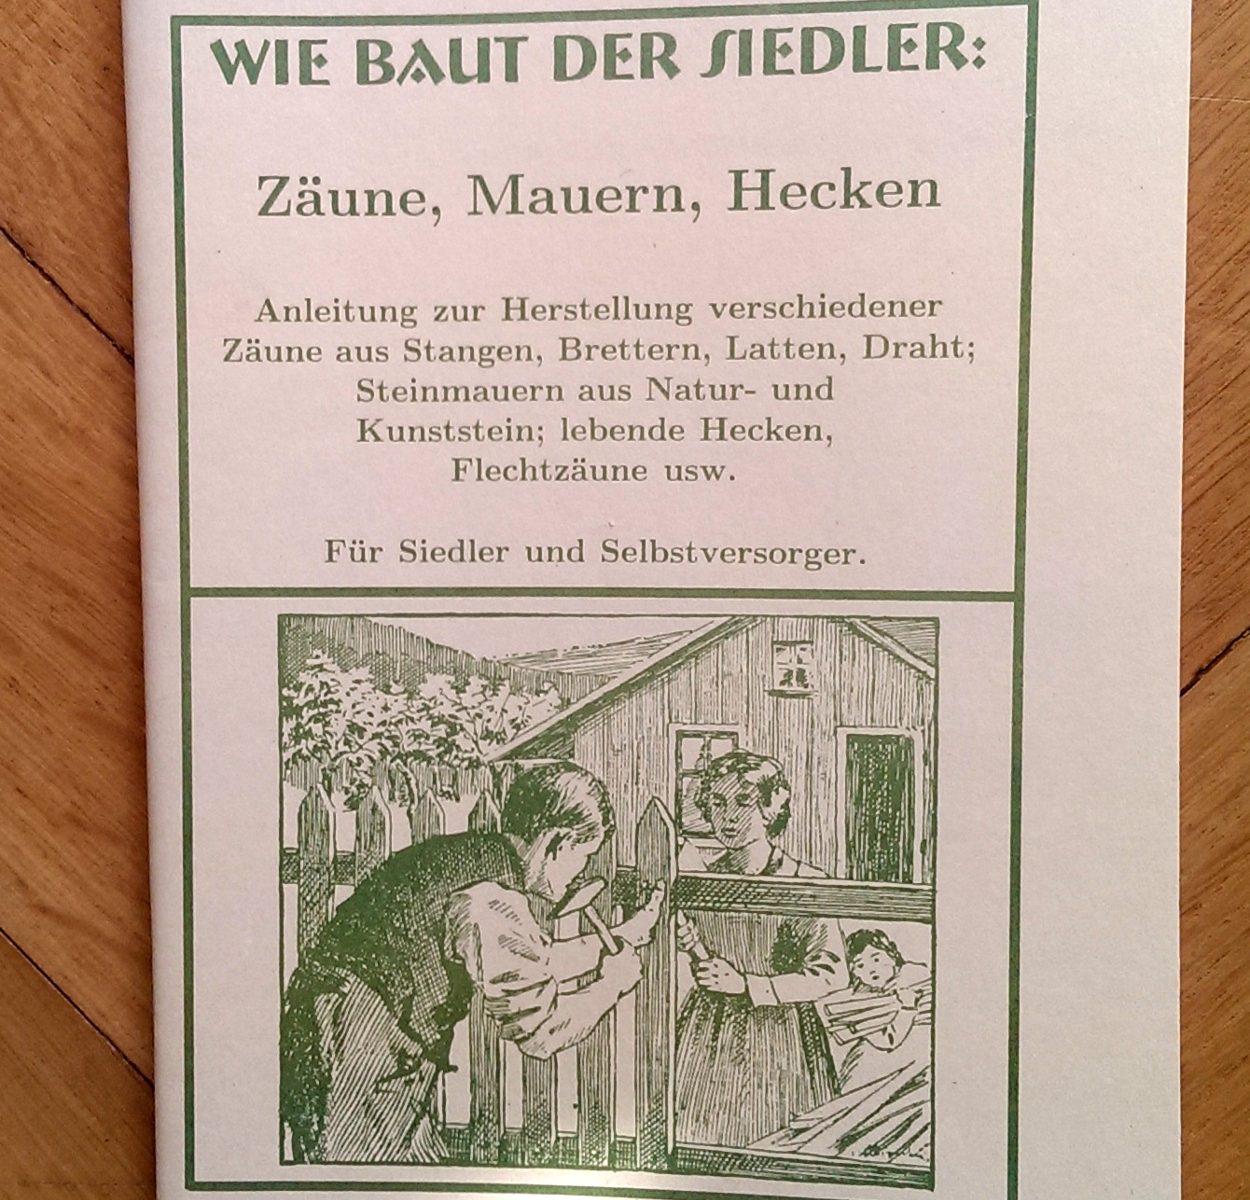 WIE BAUT DER SIEDLER:
Zäune, Mauern, Hecken
Anleitung zur Herstellung verschiedener
Zäune aus Stangen, Brettern, Latten, Draht;
Steinmauern aus Natur- und
Kunststein; lebende Hecken,
Flechtzäune usw.
Für Siedler und Selbstversorger.